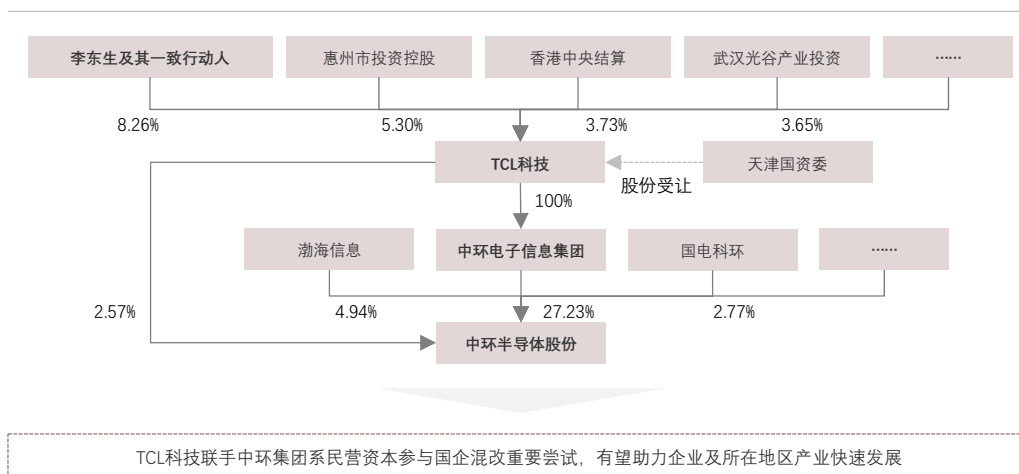 李东生及其一致行动人
惠州市投资控股
香港中央结算
武汉光谷产业投资
……
8.26%
5.30%
3.73%
3.65%
TCL科技
天津国资委
股份受让
100%
渤海信息
中环电子信息集团
国电科环
……
2.57%
4.94%
27.23%
2.77%
中环半导体股份
TCL科技联手中环集团系民营资本参与国企混改重要尝试，有望助力企业及所在地区产业快速发展